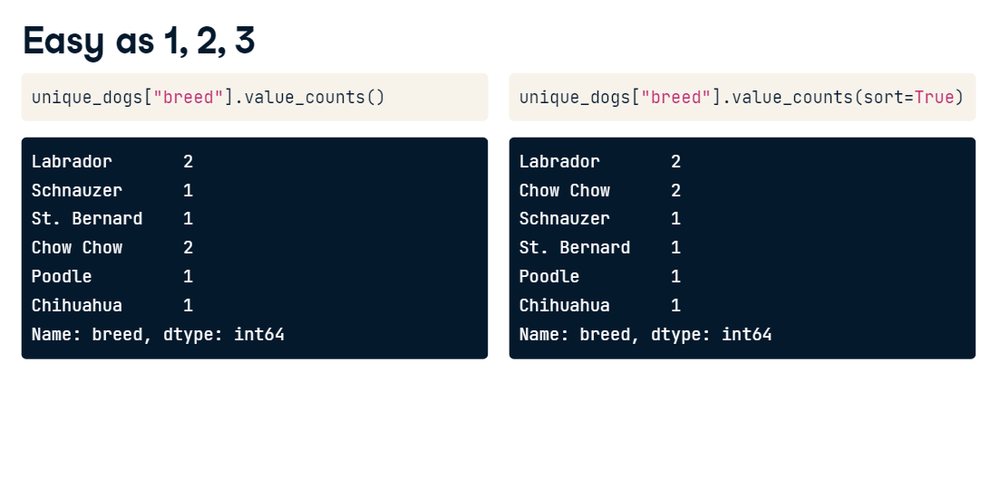 Easy as 1, 2, 3
unique_dogs["breed"].value_counts()
Labrador       2
Schnauzer      1
St. Bernard    1
Chow Chow      2
Poodle         1
Chihuahua      1
Name: breed, dtype: int64
unique_dogs["breed"].value_counts(sort=True)
Labrador       2
Chow Chow      2
Schnauzer      1
St. Bernard    1
Poodle         1
Chihuahua      1
Name: breed, dtype: int64